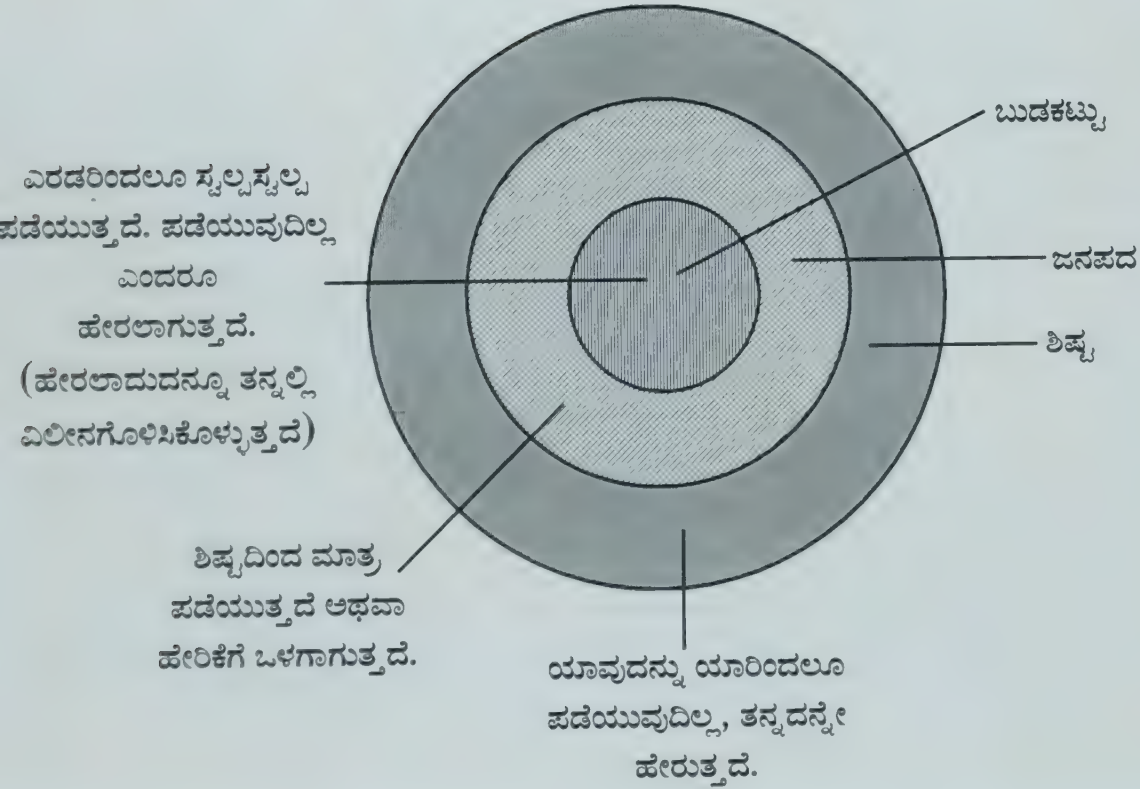 ಬುಡಕಟ್ಟು
ಜನಪದ
ಶಿಷ್ಟ
ಎರಡರಿಂದಲೂ ಸ್ವಲ್ಪಸ್ವಲ್ಪ
ಪಡೆಯುತ್ತದೆ. ಪಡೆಯುವುದಿಲ್ಲ
ಎಂದರೂ
ಹೇರಲಾಗುತ್ತದೆ.
(ಹೇರಲಾದುದನ್ನೂ ತನ್ನಲ್ಲಿ
ವಿಲೀನಗೊಳಿಸಿಕೊಳ್ಳುತ್ತದೆ)
ಶಿಷ್ಟದಿಂದ ಮಾತ್ರ
ಪಡೆಯುತ್ತದೆ ಅಥವಾ
ಹೇರಿಕೆಗೆ ಒಳಗಾಗುತ್ತದೆ.
ಯಾವುದನ್ನು ಯಾರಿಂದಲೂ
ಪಡೆಯುವುದಿಲ್ಲ, ತನ್ನದನ್ನೇ
ಹೇರುತ್ತದೆ.